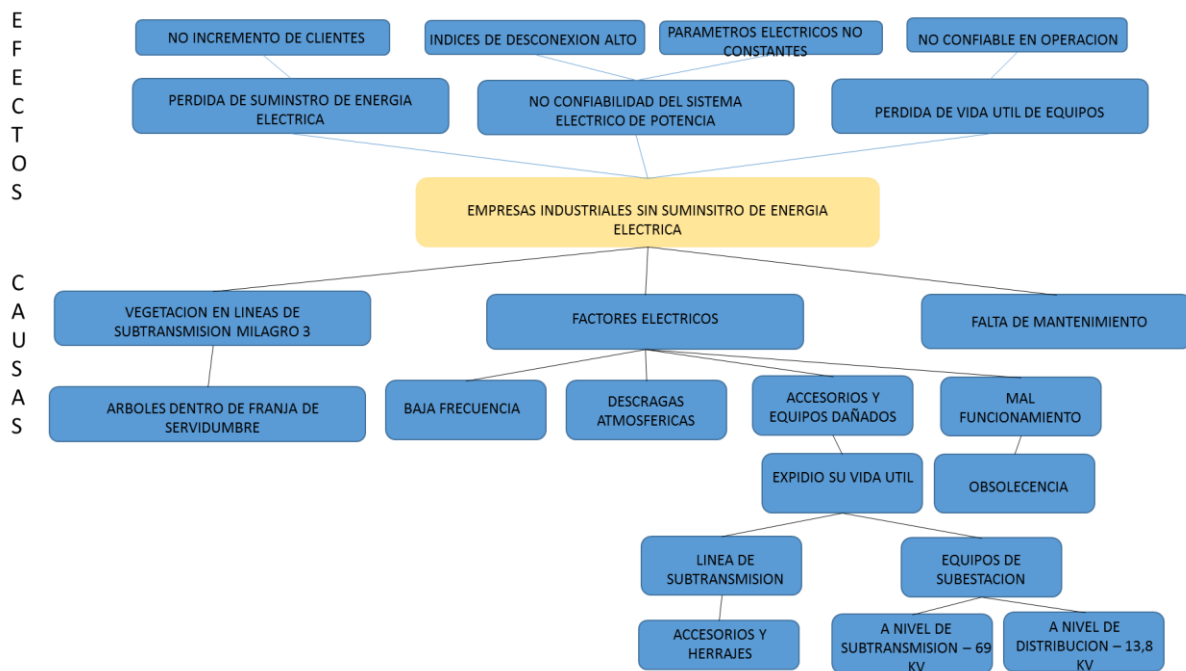 EFECTOS
NO INCREMENTO DE CLIENTES
INDICES DE DESCONEXION ALTO
PARAMETROS ELECTRICOS NO
CONSTANTES
NO CONFIABLE EN OPERACION
PERDIDA DE SUMINSTRO DE ENERGIA
ELECTRICA
NO CONFIABILIDAD DEL SISTEMA
ELECTRICO DE POTENCIA
PERDIDA DE VIDA UTIL DE EQUIPOS
EMPRESAS INDUSTRIALES SIN SUMINSITRO DE ENERGIA
ELECTRICA
CAUSAS
VEGETACION EN LINEAS DE
SUBTRANSMISION MILAGRO 3
FACTORES ELECTRICOS
FALTA DE MANTENIMIENTO
ARBOLES DENTRO DE FRANJA DE
SERVIDUMBRE
BAJA FRECUENCIA
DESCRAGAS
ATMOSFERICAS
ACCESORIOS Y
EQUIPOS DAÑADOS
MAL
FUNCIONAMIENTO
EXPIDIO SU VIDA UTIL
OBSOLECENCIA
LINEA DE
SUBTRANSMISION
EQUIPOS DE
SUBESTACION
ACCESORIOS Y
HERRAJES
A NIVEL DE
SUBTRANSMISION – 69
KV
A NIVEL DE
DISTRIBUCION – 13,8
KV